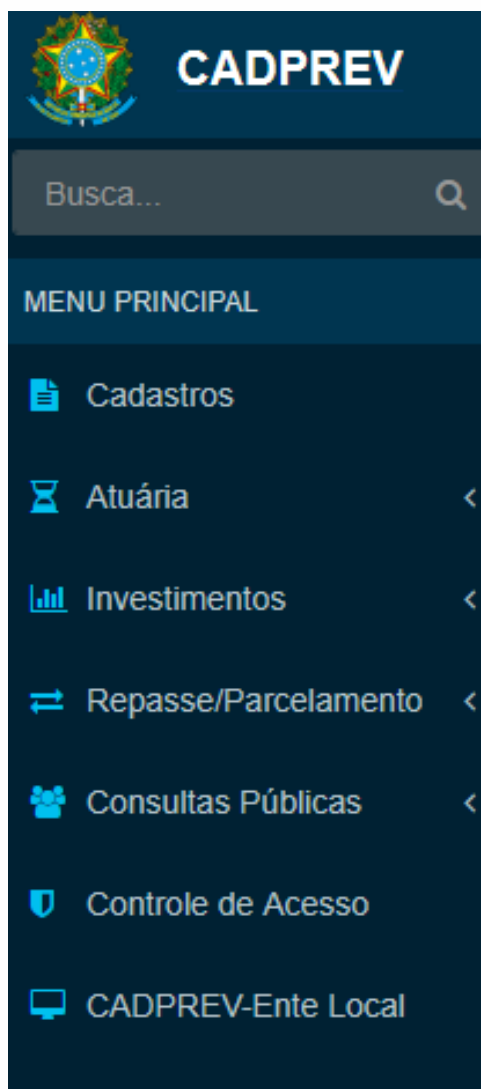 CADPREV
Busca...
MENU PRINCIPAL
Cadastros
Atuária
Investimentos
Repasse/Parcelamento
Consultas Públicas
Controle de Acesso
CADPREV-Ente Local